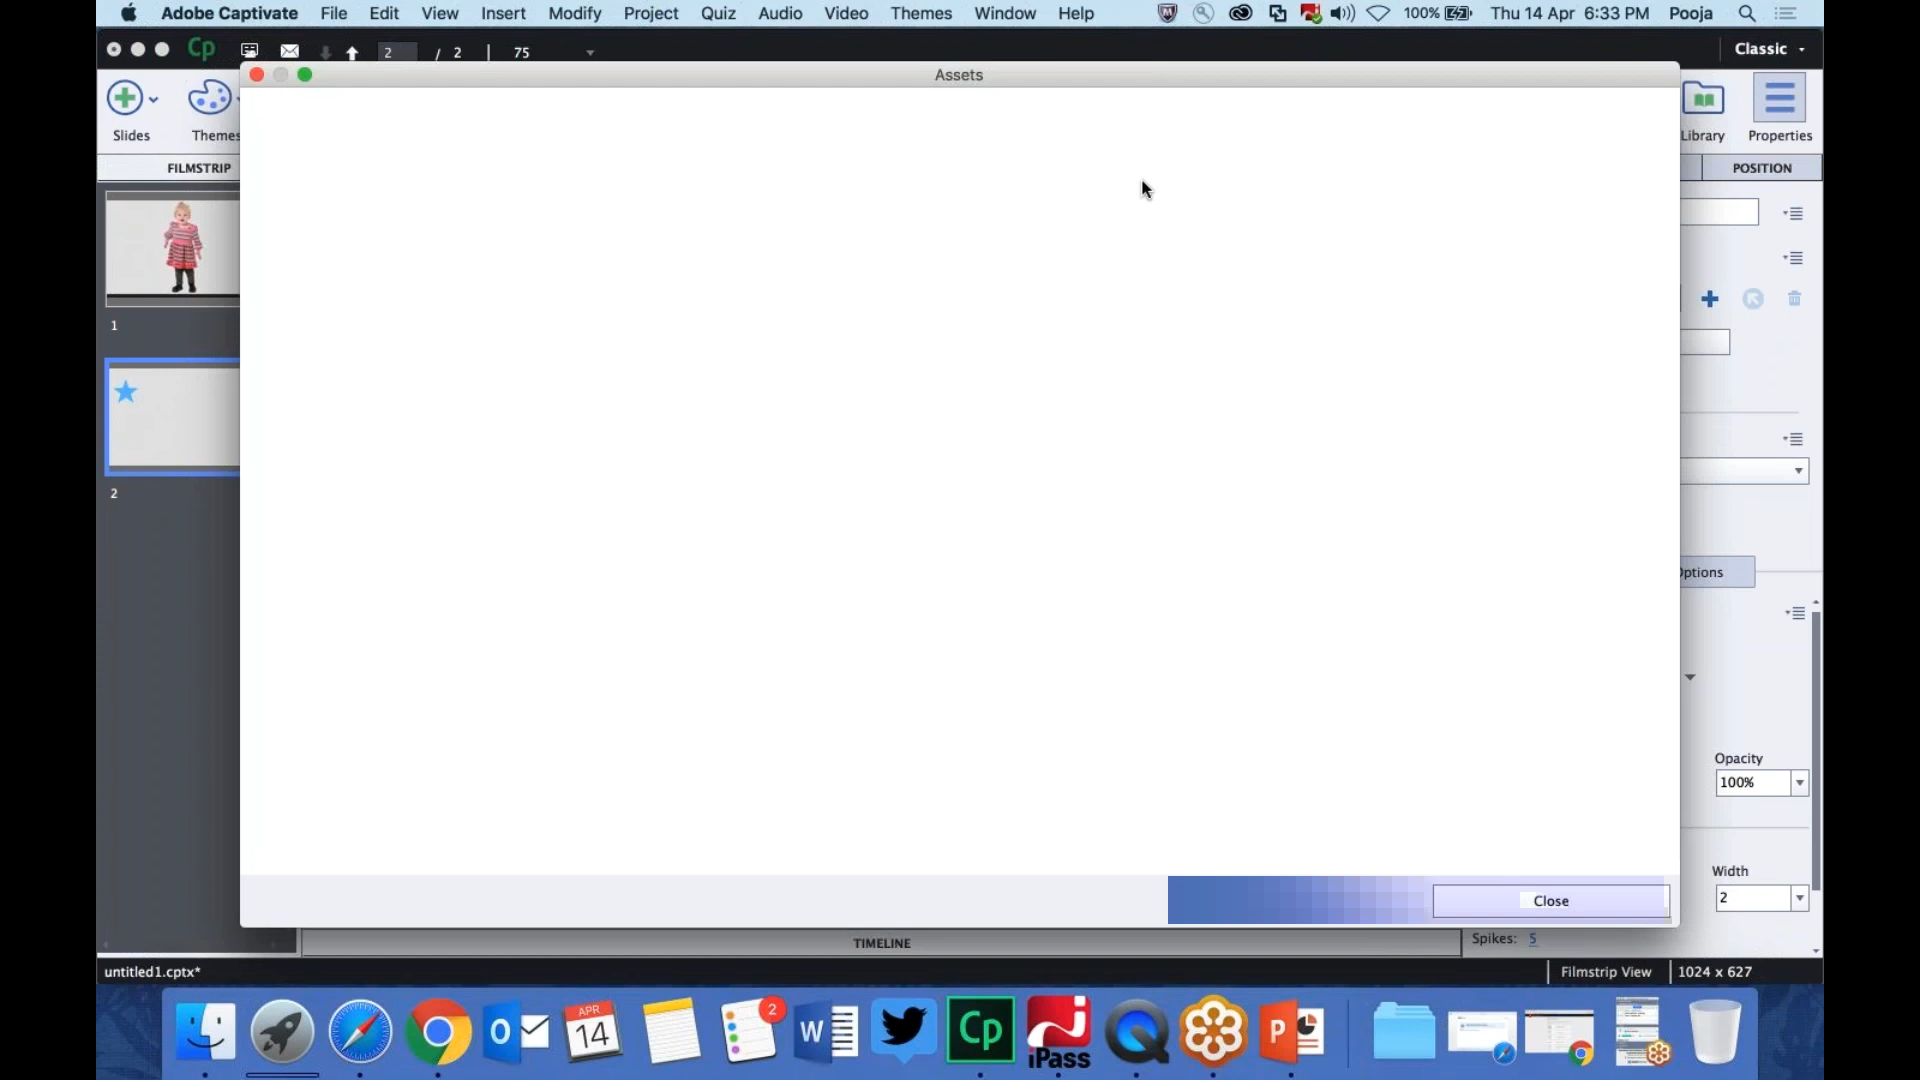 Adobe Captivate File Edit View Insert Modify Project Quiz Audio Video Themes Window Help 100% Thu 14 Apr 6:33 PM Pooja
Cp 2 / 2 | 75 Classic
Assets
Slides Themes Library Properties
FILMSTRIP POSITION
1
2
ptions
Opacity
100%
Width
2
Close
Spikes: 5
TIMELINE
untitled1.cptx* Filmstrip View 1024 x 627
APR
14
2
O
W
Cp
iPass
P